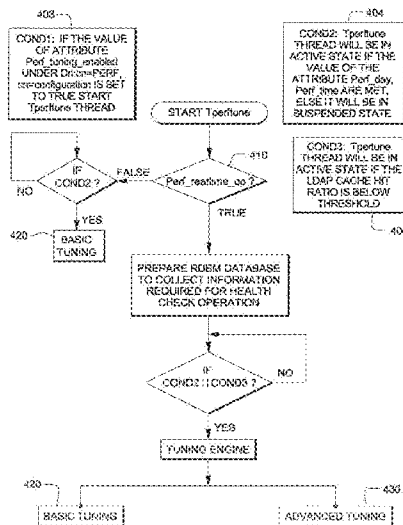 403
COND1: IF THE VALUE
OF ATTRIBUTE
Perf_tuning_enabled
UNDER Dn:cn=PERF,
cn=configuration IS SET
TO TRUE START
Tperftune THREAD
404
COND2: Tperftune
THREAD WILL BE IN
ACTIVE STATE IF THE
VALUE OF THE
ATTRIBUTE Perf_day,
Perf_time ARE MET,
ELSE IT WILL BE IN
SUSPENDED STATE
START Tperftune
410
COND3: Tperftune
THREAD WILL BE IN
ACTIVE STATE IF THE
LDAP CACHE HIT
RATIO IS BELOW
THRESHOLD
IF
COND2 ?
FALSE
NO
TRUE
YES
420
BASIC
TUNING
PREPARE RDBM DATABASE
TO COLLECT INFORMATION
REQUIRED FOR HEALTH
CHECK OPERATION
IF
COND2 || COND3 ?
NO
YES
TUNING ENGINE
420
430
BASIC TUNING
ADVANCED TUNING